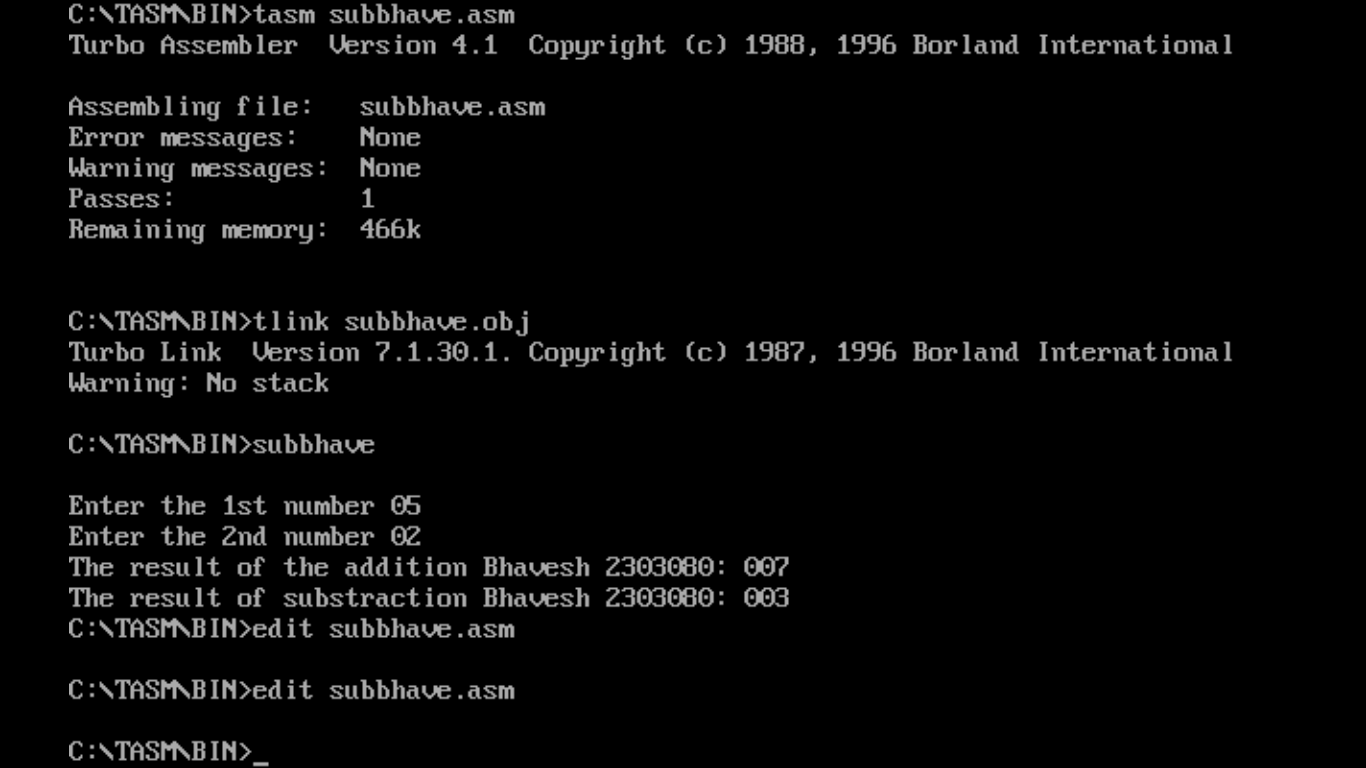 C:\TASM\BIN>tasm subbhave.asm
Turbo Assembler  Version 4.1  Copyright (c) 1988, 1996 Borland International
Assembling file:   subbhave.asm
Error messages:    None
Warning messages:  None
Passes:            1
Remaining memory:  466k
C:\TASM\BIN>tlink subbhave.obj
Turbo Link  Version 7.1.30.1. Copyright (c) 1987, 1996 Borland International
Warning: No stack
C:\TASM\BIN>subbhave
Enter the 1st number 05
Enter the 2nd number 02
The result of the addition Bhavesh 2303080: 007
The result of substraction Bhavesh 2303080: 003
C:\TASM\BIN>edit subbhave.asm
C:\TASM\BIN>edit subbhave.asm
C:\TASM\BIN>_